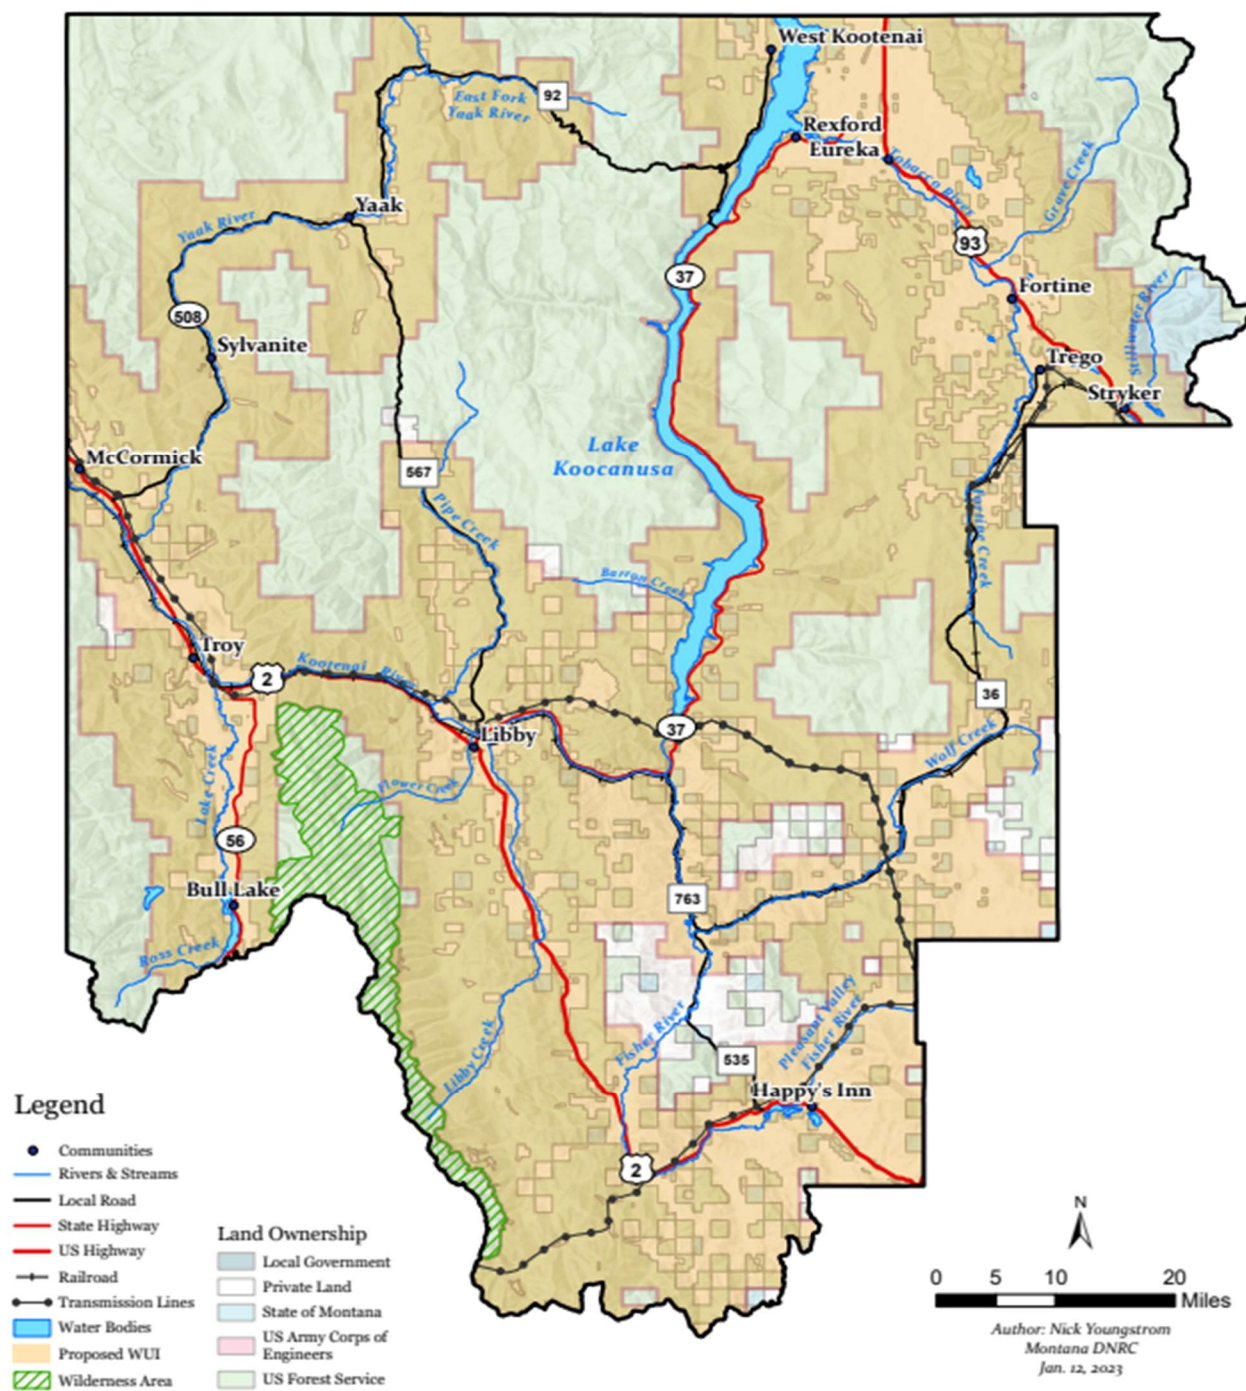 West Kootenai
92
East Fork
Yaak River
Rexford
Eureka
Tobacco River
Grave Creek
Yaak
Yaak River
93
37
Fortine
508
Stillwater River
Sylvanite
Trego
Stryker
Lake
Koocanusa
McCormick
567
Pipe Creek
Fortine Creek
Barron Creek
Troy
2
Kootenai River
36
37
Libby
Wolf Creek
Flower Creek
Lake Creek
56
Bull Lake
763
Ross Creek
Pleasant Valley
Fisher River
Fisher River
Libby Creek
535
Happy's Inn
2
Legend
Communities
Rivers & Streams
Local Road
State Highway
US Highway
Railroad
Transmission Lines
Water Bodies
Proposed WUI
Wilderness Area
Land Ownership
Local Government
Private Land
State of Montana
US Army Corps of
Engineers
US Forest Service
N
0 5 10 20
Miles
Author: Nick Youngstrom
Montana DNRC
Jan. 12, 2023